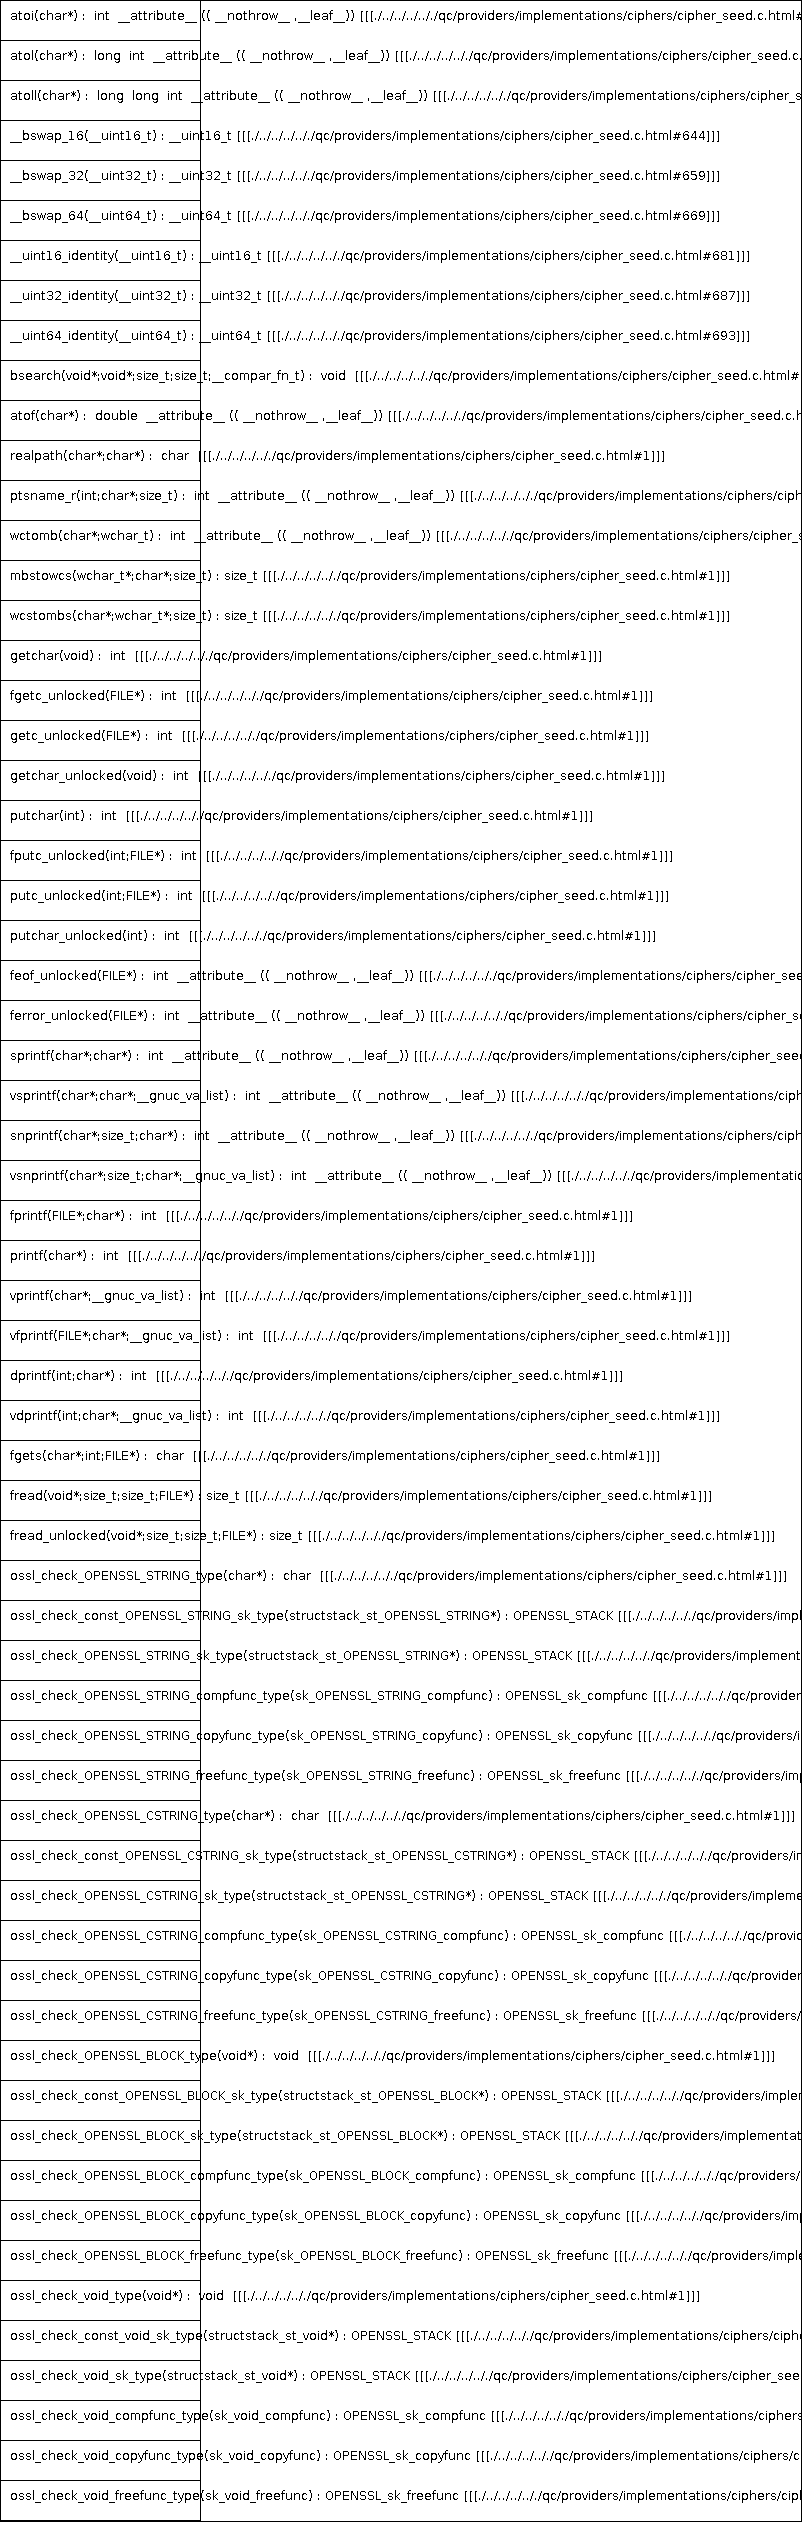 atoi(char*) :  int  __attribute__ (( __nothrow__ ,__leaf__)) [[[./../../../../../qc/providers/implementations/ciphers/cipher_seed.c.html#
atol(char*) :  long  int  __attribute__ (( __nothrow__ ,__leaf__)) [[[./../../../../../qc/providers/implementations/ciphers/cipher_seed.c.
atoll(char*) :  long  long  int  __attribute__ (( __nothrow__ ,__leaf__)) [[[./../../../../../qc/providers/implementations/ciphers/cipher_s
__bswap_16(__uint16_t) : __uint16_t [[[./../../../../../qc/providers/implementations/ciphers/cipher_seed.c.html#644]]]
__bswap_32(__uint32_t) : __uint32_t [[[./../../../../../qc/providers/implementations/ciphers/cipher_seed.c.html#659]]]
__bswap_64(__uint64_t) : __uint64_t [[[./../../../../../qc/providers/implementations/ciphers/cipher_seed.c.html#669]]]
__uint16_identity(__uint16_t) : __uint16_t [[[./../../../../../qc/providers/implementations/ciphers/cipher_seed.c.html#681]]]
__uint32_identity(__uint32_t) : __uint32_t [[[./../../../../../qc/providers/implementations/ciphers/cipher_seed.c.html#687]]]
__uint64_identity(__uint64_t) : __uint64_t [[[./../../../../../qc/providers/implementations/ciphers/cipher_seed.c.html#693]]]
bsearch(void*;void*;size_t;size_t;__compar_fn_t) :  void  [[[./../../../../../qc/providers/implementations/ciphers/cipher_seed.c.html#
atof(char*) :  double  __attribute__ (( __nothrow__ ,__leaf__)) [[[./../../../../../qc/providers/implementations/ciphers/cipher_seed.c.h
realpath(char*;char*) :  char  [[[./../../../../../qc/providers/implementations/ciphers/cipher_seed.c.html#1]]]
ptsname_r(int;char*;size_t) :  int  __attribute__ (( __nothrow__ ,__leaf__)) [[[./../../../../../qc/providers/implementations/ciphers/ciph
wctomb(char*;wchar_t) :  int  __attribute__ (( __nothrow__ ,__leaf__)) [[[./../../../../../qc/providers/implementations/ciphers/cipher_s
mbstowcs(wchar_t*;char*;size_t) : size_t [[[./../../../../../qc/providers/implementations/ciphers/cipher_seed.c.html#1]]]
wcstombs(char*;wchar_t*;size_t) : size_t [[[./../../../../../qc/providers/implementations/ciphers/cipher_seed.c.html#1]]]
getchar(void) :  int  [[[./../../../../../qc/providers/implementations/ciphers/cipher_seed.c.html#1]]]
fgetc_unlocked(FILE*) :  int  [[[./../../../../../qc/providers/implementations/ciphers/cipher_seed.c.html#1]]]
getc_unlocked(FILE*) :  int  [[[./../../../../../qc/providers/implementations/ciphers/cipher_seed.c.html#1]]]
getchar_unlocked(void) :  int  [[[./../../../../../qc/providers/implementations/ciphers/cipher_seed.c.html#1]]]
putchar(int) :  int  [[[./../../../../../qc/providers/implementations/ciphers/cipher_seed.c.html#1]]]
fputc_unlocked(int;FILE*) :  int  [[[./../../../../../qc/providers/implementations/ciphers/cipher_seed.c.html#1]]]
putc_unlocked(int;FILE*) :  int  [[[./../../../../../qc/providers/implementations/ciphers/cipher_seed.c.html#1]]]
putchar_unlocked(int) :  int  [[[./../../../../../qc/providers/implementations/ciphers/cipher_seed.c.html#1]]]
feof_unlocked(FILE*) :  int  __attribute__ (( __nothrow__ ,__leaf__)) [[[./../../../../../qc/providers/implementations/ciphers/cipher_see
ferror_unlocked(FILE*) :  int  __attribute__ (( __nothrow__ ,__leaf__)) [[[./../../../../../qc/providers/implementations/ciphers/cipher_s
sprintf(char*;char*) :  int  __attribute__ (( __nothrow__ ,__leaf__)) [[[./../../../../../qc/providers/implementations/ciphers/cipher_seed
vsprintf(char*;char*;__gnuc_va_list) :  int  __attribute__ (( __nothrow__ ,__leaf__)) [[[./../../../../../qc/providers/implementations/ciph
snprintf(char*;size_t;char*) :  int  __attribute__ (( __nothrow__ ,__leaf__)) [[[./../../../../../qc/providers/implementations/ciphers/ciph
vsnprintf(char*;size_t;char*;__gnuc_va_list) :  int  __attribute__ (( __nothrow__ ,__leaf__)) [[[./../../../../../qc/providers/implementatio
fprintf(FILE*;char*) :  int  [[[./../../../../../qc/providers/implementations/ciphers/cipher_seed.c.html#1]]]
printf(char*) :  int  [[[./../../../../../qc/providers/implementations/ciphers/cipher_seed.c.html#1]]]
vprintf(char*;__gnuc_va_list) :  int  [[[./../../../../../qc/providers/implementations/ciphers/cipher_seed.c.html#1]]]
vfprintf(FILE*;char*;__gnuc_va_list) :  int  [[[./../../../../../qc/providers/implementations/ciphers/cipher_seed.c.html#1]]]
dprintf(int;char*) :  int  [[[./../../../../../qc/providers/implementations/ciphers/cipher_seed.c.html#1]]]
vdprintf(int;char*;__gnuc_va_list) :  int  [[[./../../../../../qc/providers/implementations/ciphers/cipher_seed.c.html#1]]]
fgets(char*;int;FILE*) :  char  [[[./../../../../../qc/providers/implementations/ciphers/cipher_seed.c.html#1]]]
fread(void*;size_t;size_t;FILE*) : size_t [[[./../../../../../qc/providers/implementations/ciphers/cipher_seed.c.html#1]]]
fread_unlocked(void*;size_t;size_t;FILE*) : size_t [[[./../../../../../qc/providers/implementations/ciphers/cipher_seed.c.html#1]]]
ossl_check_OPENSSL_STRING_type(char*) :  char  [[[./../../../../../qc/providers/implementations/ciphers/cipher_seed.c.html#1]]]
ossl_check_const_OPENSSL_STRING_sk_type(structstack_st_OPENSSL_STRING*) : OPENSSL_STACK [[[./../../../../../qc/providers/impl
ossl_check_OPENSSL_STRING_sk_type(structstack_st_OPENSSL_STRING*) : OPENSSL_STACK [[[./../../../../../qc/providers/implement
ossl_check_OPENSSL_STRING_compfunc_type(sk_OPENSSL_STRING_compfunc) : OPENSSL_sk_compfunc [[[./../../../../../qc/provider
ossl_check_OPENSSL_STRING_copyfunc_type(sk_OPENSSL_STRING_copyfunc) : OPENSSL_sk_copyfunc [[[./../../../../../qc/providers/i
ossl_check_OPENSSL_STRING_freefunc_type(sk_OPENSSL_STRING_freefunc) : OPENSSL_sk_freefunc [[[./../../../../../qc/providers/imp
ossl_check_OPENSSL_CSTRING_type(char*) :  char  [[[./../../../../../qc/providers/implementations/ciphers/cipher_seed.c.html#1]]]
ossl_check_const_OPENSSL_CSTRING_sk_type(structstack_st_OPENSSL_CSTRING*) : OPENSSL_STACK [[[./../../../../../qc/providers/in
ossl_check_OPENSSL_CSTRING_sk_type(structstack_st_OPENSSL_CSTRING*) : OPENSSL_STACK [[[./../../../../../qc/providers/impleme
ossl_check_OPENSSL_CSTRING_compfunc_type(sk_OPENSSL_CSTRING_compfunc) : OPENSSL_sk_compfunc [[[./../../../../../qc/provid
ossl_check_OPENSSL_CSTRING_copyfunc_type(sk_OPENSSL_CSTRING_copyfunc) : OPENSSL_sk_copyfunc [[[./../../../../../qc/provider
ossl_check_OPENSSL_CSTRING_freefunc_type(sk_OPENSSL_CSTRING_freefunc) : OPENSSL_sk_freefunc [[[./../../../../../qc/providers/
ossl_check_OPENSSL_BLOCK_type(void*) :  void  [[[./../../../../../qc/providers/implementations/ciphers/cipher_seed.c.html#1]]]
ossl_check_const_OPENSSL_BLOCK_sk_type(structstack_st_OPENSSL_BLOCK*) : OPENSSL_STACK [[[./../../../../../qc/providers/implen
ossl_check_OPENSSL_BLOCK_sk_type(structstack_st_OPENSSL_BLOCK*) : OPENSSL_STACK [[[./../../../../../qc/providers/implementat
ossl_check_OPENSSL_BLOCK_compfunc_type(sk_OPENSSL_BLOCK_compfunc) : OPENSSL_sk_compfunc [[[./../../../../../qc/providers/
ossl_check_OPENSSL_BLOCK_copyfunc_type(sk_OPENSSL_BLOCK_copyfunc) : OPENSSL_sk_copyfunc [[[./../../../../../qc/providers/imp
ossl_check_OPENSSL_BLOCK_freefunc_type(sk_OPENSSL_BLOCK_freefunc) : OPENSSL_sk_freefunc [[[./../../../../../qc/providers/imple
ossl_check_void_type(void*) :  void  [[[./../../../../../qc/providers/implementations/ciphers/cipher_seed.c.html#1]]]
ossl_check_const_void_sk_type(structstack_st_void*) : OPENSSL_STACK [[[./../../../../../qc/providers/implementations/ciphers/ciphe
ossl_check_void_sk_type(structstack_st_void*) : OPENSSL_STACK [[[./../../../../../qc/providers/implementations/ciphers/cipher_see
ossl_check_void_compfunc_type(sk_void_compfunc) : OPENSSL_sk_compfunc [[[./../../../../../qc/providers/implementations/ciphers
ossl_check_void_copyfunc_type(sk_void_copyfunc) : OPENSSL_sk_copyfunc [[[./../../../../../qc/providers/implementations/ciphers/c
ossl_check_void_freefunc_type(sk_void_freefunc) : OPENSSL_sk_freefunc [[[./../../../../../qc/providers/implementations/ciphers/cipl